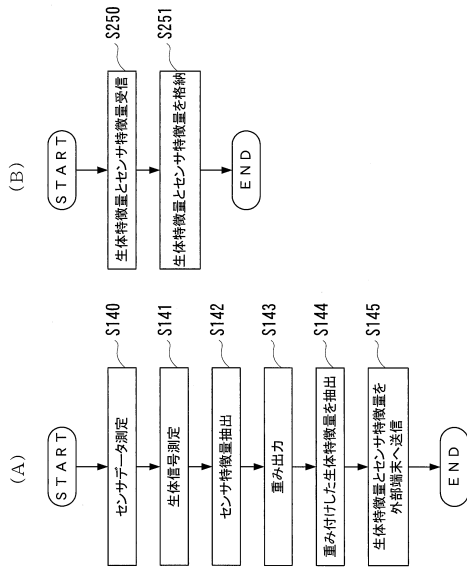 (A)
START
センサデータ測定
S140
生体信号測定
S141
センサ特徴量抽出
S142
重み出力
S143
重み付けした生体特徴量を抽出
S144
生体特徴量とセンサ特徴量を
外部端末へ送信
S145
END
(B)
START
生体特徴量とセンサ特徴量受信
S250
生体特徴量とセンサ特徴量を格納
S251
END